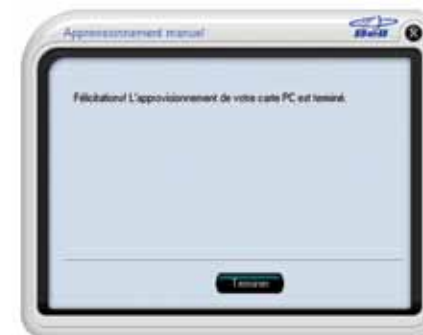 Approvisionnement manuel
Bell
Félicitations! L'approvisionnement de votre carte PC est terminé.
Terminer